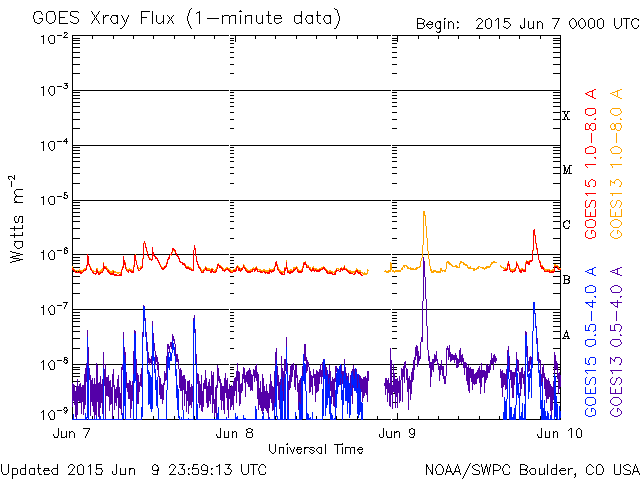 GOES Xray Flux (1-minute data)
Begin: 2015 Jun 7 0000 UTC
Watts m-2
10-2
10-3
10-4
10-5
10-6
10-7
10-8
10-9
X
M
C
B
A
GOES15 1.0-8.0 A
GOES13 1.0-8.0 A
GOES15 0.5-4.0 A
GOES13 0.5-4.0 A
Jun 7
Jun 8
Jun 9
Jun 10
Universal Time
Updated 2015 Jun 9 23:59:13 UTC
NOAA/SWPC Boulder, CO USA